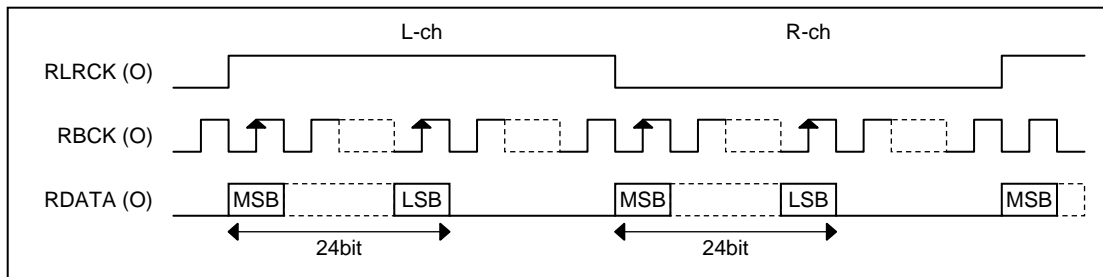 L-ch R-ch
RLRCK (O)
RBCK (O)
RDATA (O) MSB LSB MSB LSB MSB
24bit 24bit